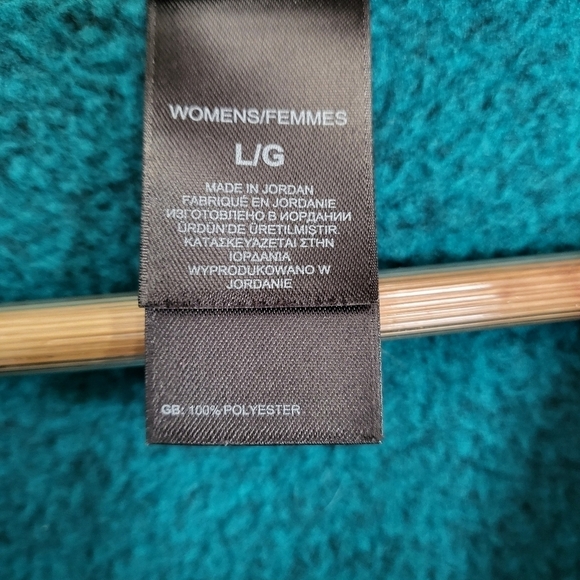 WOMENS/FEMMES
L/G
MADE IN JORDAN
FABRIQUÉ EN JORDANIE
ИЗГОТОВЛЕНО В ИОРДАНИИ
ÜRDÜN'DE ÜRETILMIŞTIR.
ΚΑΤΑΣΚΕΥΑΖΕΤΑΙ ΣΤΗΝ
ΙΟΡΔΑΝΙΑ
WYPRODUKOWANO W
JORDANIE
GB: 100% POLYESTER